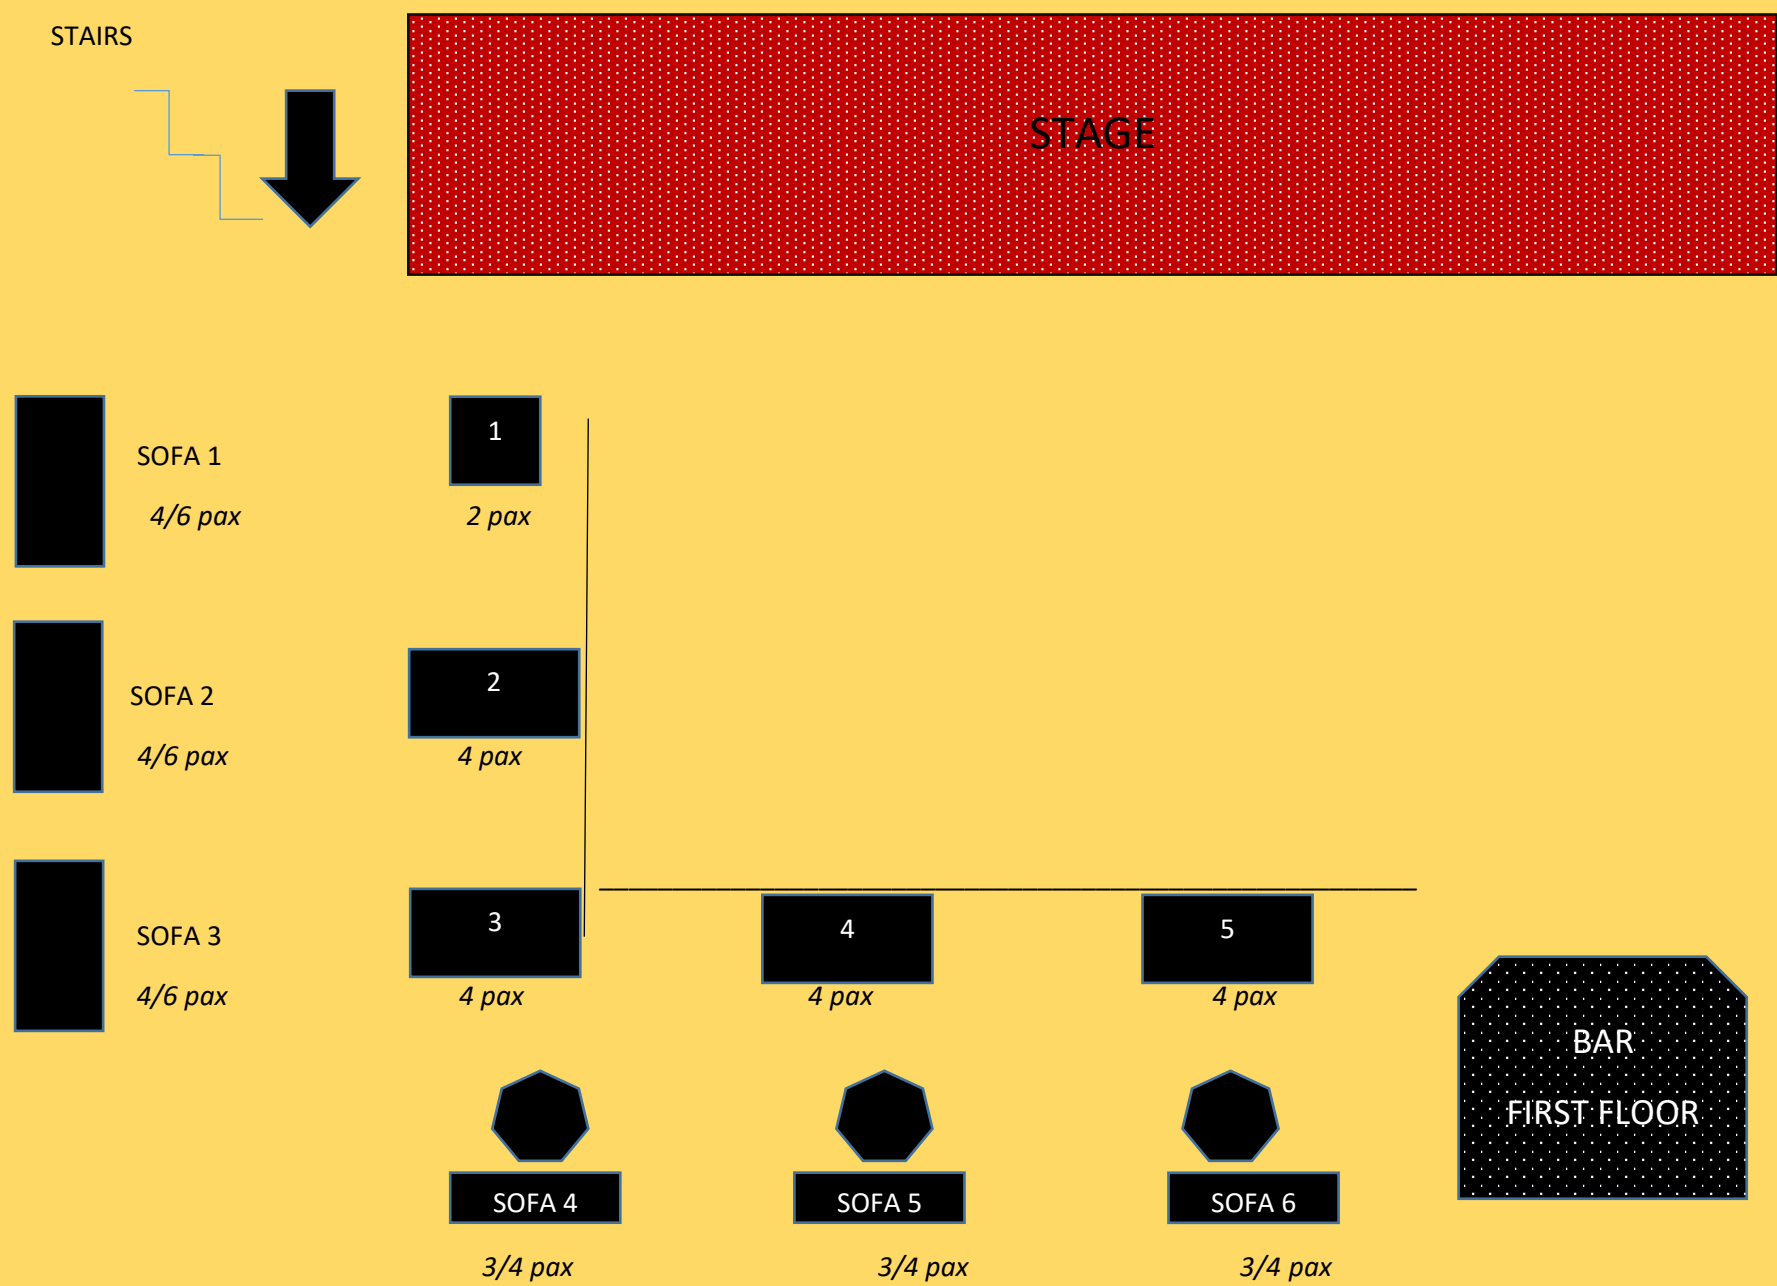 STAIRS
STAGE
1
SOFA 1
4/6 pax
2 pax
2
SOFA 2
4/6 pax
4 pax
3
4
5
SOFA 3
4/6 pax
4 pax
4 pax
4 pax
BAR
FIRST FLOOR
SOFA 4
SOFA 5
SOFA 6
3/4 pax
3/4 pax
3/4 pax